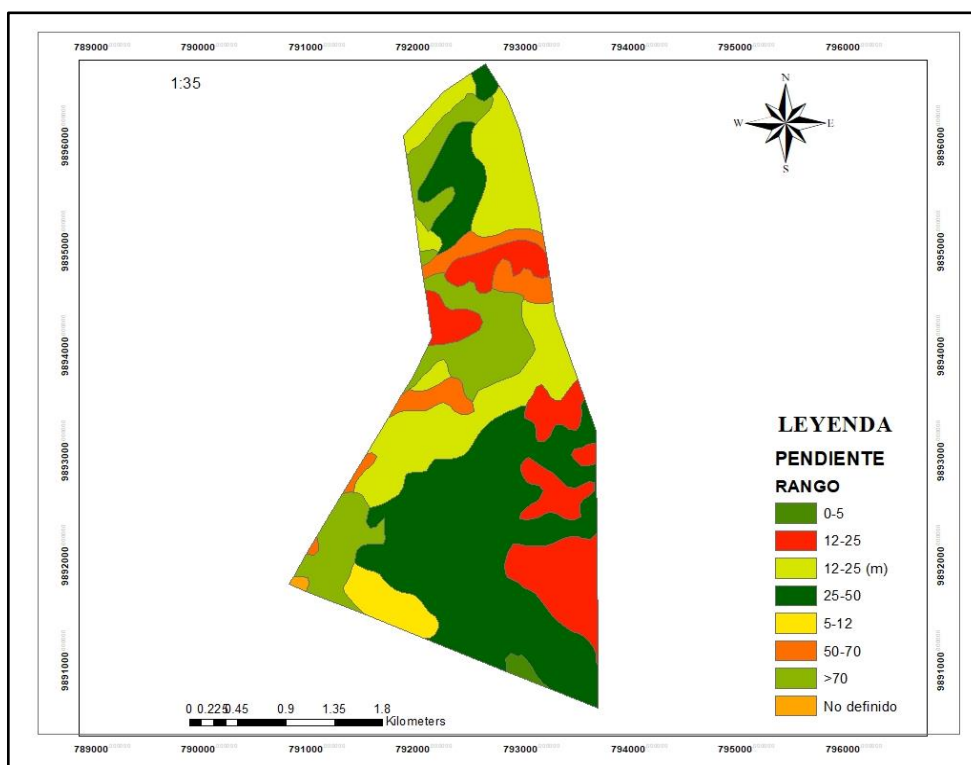 789000 790000 791000 792000 793000 794000 795000 796000
1:35
N
W E
S
9896000 9896000
9895000 9895000
9894000 9894000
9893000 9893000
9892000 9892000
9891000 9891000
LEYENDA
PENDIENTE
RANGO
0-5
12-25
12-25 (m)
25-50
5-12
50-70
>70
No definido
0 0.225 0.45 0.9 1.35 1.8
Kilometers
789000 790000 791000 792000 793000 794000 795000 796000